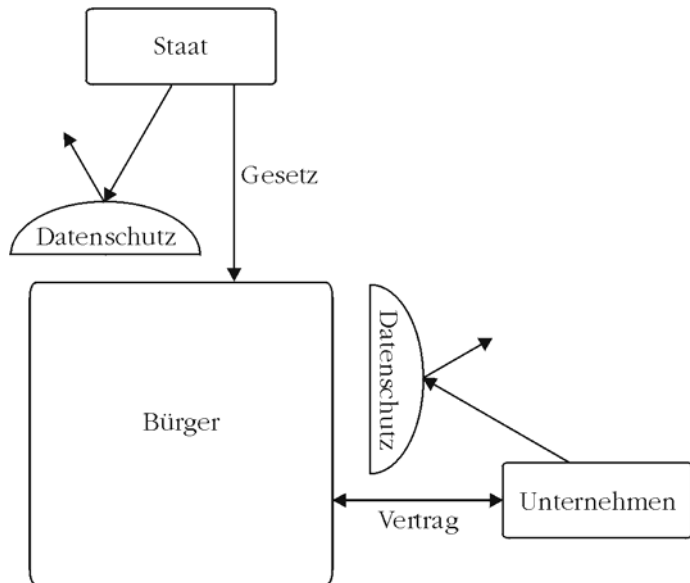 Staat
Gesetz
Datenschutz
Datenschutz
Bürger
Unternehmen
Vertrag